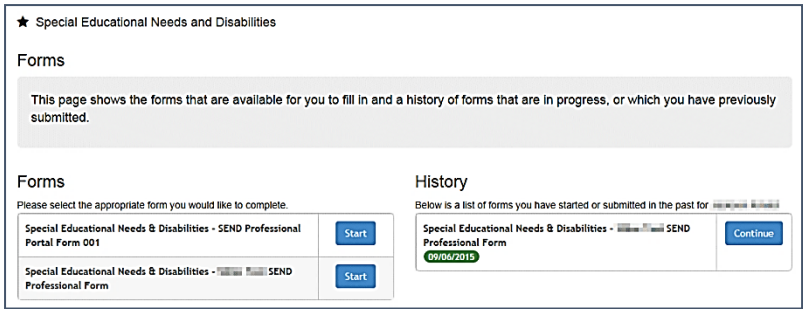 ★ Special Educational Needs and Disabilities
Forms
This page shows the forms that are available for you to fill in and a history of forms that are in progress, or which you have previously
submitted.
Forms
Please select the appropriate form you would like to complete.
Special Educational Needs & Disabilities - SEND Professional
Portal Form 001
Start
Special Educational Needs & Disabilities - SEND
Professional Form
Start
History
Below is a list of forms you have started or submitted in the past for
Special Educational Needs & Disabilities - SEND
Professional Form
09/06/2015
Continue